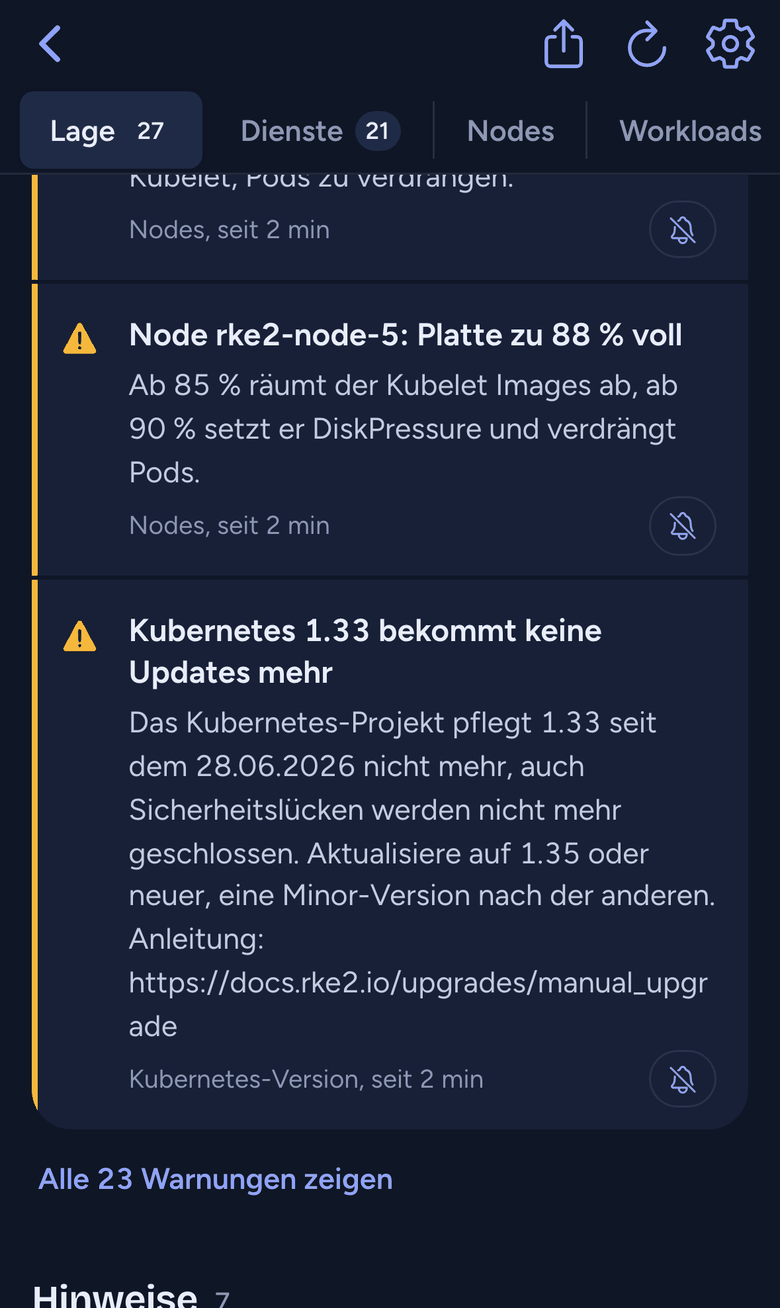 Lage 27
Dienste 21
Nodes
Workloads
Kubelet, Pods zu verdrängen.
Nodes, seit 2 min
Node rke2-node-5: Platte zu 88 % voll
Ab 85 % räumt der Kubelet Images ab, ab
90 % setzt er DiskPressure und verdrängt
Pods.
Nodes, seit 2 min
Kubernetes 1.33 bekommt keine
Updates mehr
Das Kubernetes-Projekt pflegt 1.33 seit
dem 28.06.2026 nicht mehr, auch
Sicherheitslücken werden nicht mehr
geschlossen. Aktualisiere auf 1.35 oder
neuer, eine Minor-Version nach der anderen.
Anleitung:
https://docs.rke2.io/upgrades/manual_upgr
ade
Kubernetes-Version, seit 2 min
Alle 23 Warnungen zeigen
Hinweise 7